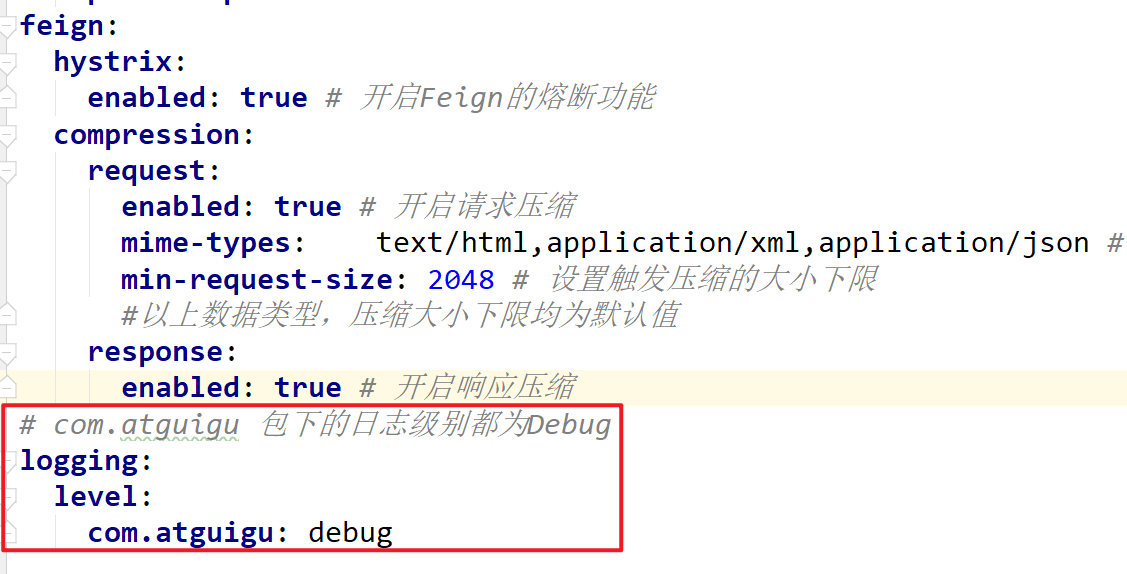 feign:
  hystrix:
    enabled: true # 开启Feign的熔断功能
  compression:
    request:
      enabled: true # 开启请求压缩
      mime-types:    text/html,application/xml,application/json #
      min-request-size: 2048 # 设置触发压缩的大小下限
      #以上数据类型，压缩大小下限均为默认值
    response:
      enabled: true # 开启响应压缩
# com.atguigu 包下的日志级别都为Debug
logging:
  level:
    com.atguigu: debug